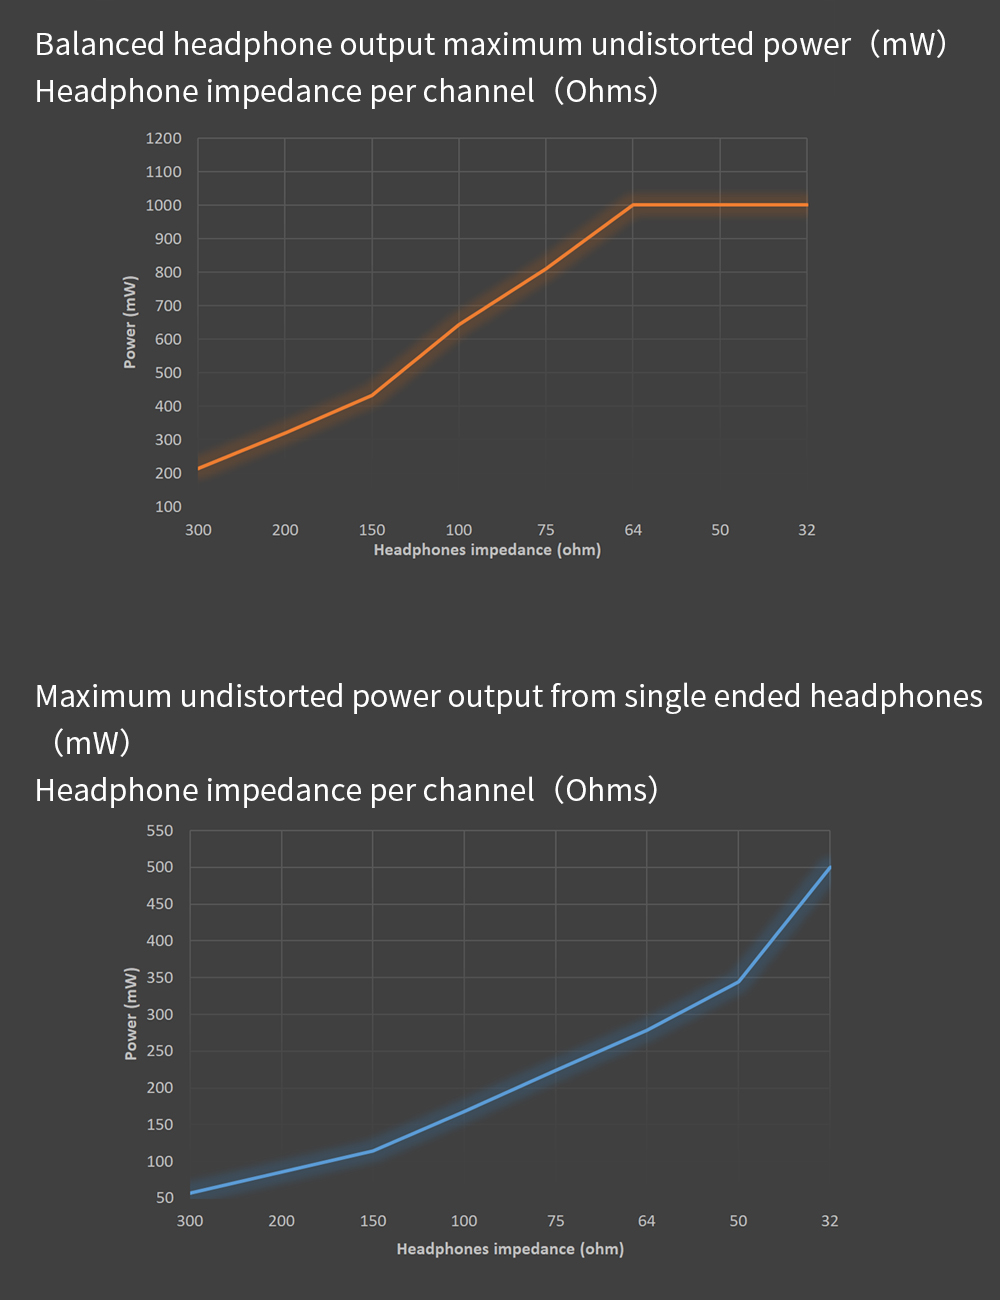 Balanced headphone output maximum undistorted power（mW）
Headphone impedance per channel（Ohms）
1200
1100
1000
900
800
700
600
500
400
300
200
100
Power (mW)
300 200 150 100 75 64 50 32
Headphones impedance (ohm)
Maximum undistorted power output from single ended headphones
（mW）
Headphone impedance per channel（Ohms）
550
500
450
400
350
300
250
200
150
100
50
Power (mW)
300 200 150 100 75 64 50 32
Headphones impedance (ohm)